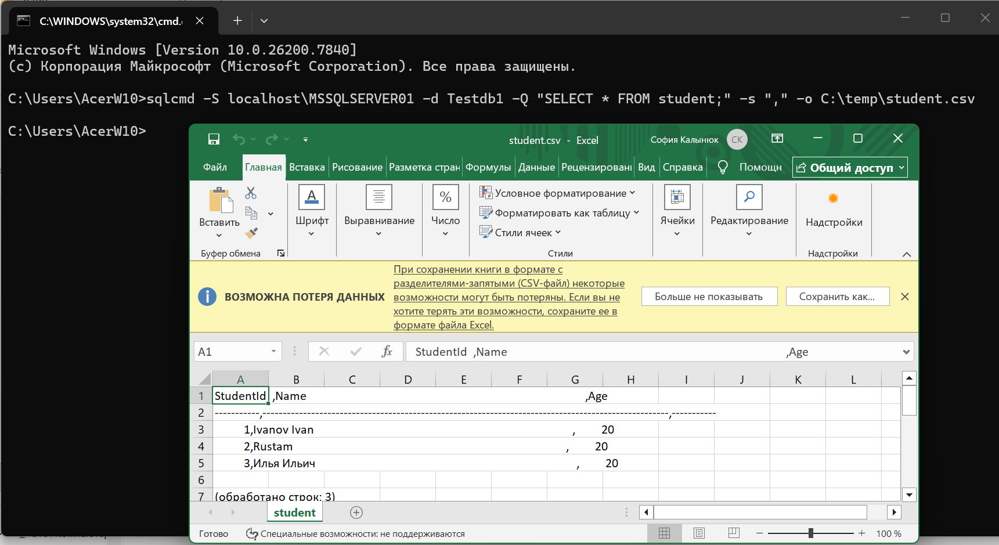 C:\WINDOWS\system32\cmd.
Microsoft Windows [Version 10.0.26200.7840]
(c) Корпорация Майкрософт (Microsoft Corporation). Все права защищены.
C:\Users\AcerW10>sqlcmd -S localhost\MSSQLSERVER01 -d Testdb1 -Q "SELECT * FROM student;" -s "," -o C:\temp\student.csv
C:\Users\AcerW10>
student.csv - Excel
София Калынюк
СК
Файл Главная Вставка Рисование Разметка стран Формулы Данные Рецензировани Вид Справка Помощн Общий доступ
Вставить
Буфер обмена
Шрифт
Выравнивание
%
Число
Условное форматирование
Форматировать как таблицу
Стили ячеек
Стили
Ячейки
Редактирование
Надстройки
Надстройки
ВОЗМОЖНА ПОТЕРЯ ДАННЫХ
При сохранении книги в формате с
разделителями-запятыми (CSV-файл) некоторые
возможности могут быть потеряны. Если вы не
хотите терять эти возможности, сохраните ее в
формате файла Excel.
Больше не показывать
Сохранить как...
A1
fx
StudentId ,Name ,Age
A B C D E F G H I J K L
1 StudentId ,Name ,Age
2 -----------,----------------------------------------------------------------------------------------------------,-----------
3 1,Ivanov Ivan , 20
4 2,Rustam , 20
5 3,Илья Ильич , 20
6
7 (обработано строк: 3)
student
Готово
Специальные возможности: не поддерживаются
100 %